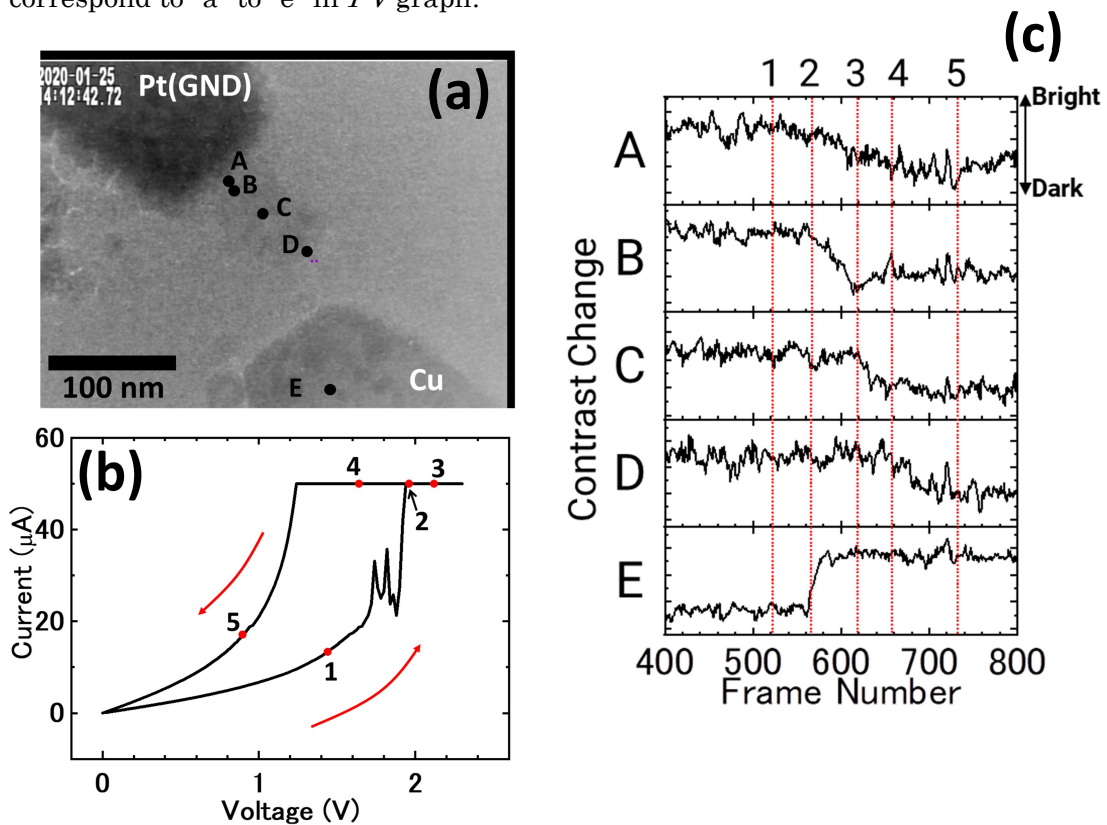 correspond to "a" to "e" in I-V graph.
(a)
2020-01-25
14:12:42.72
Pt(GND)
A
B
C
D
E
Cu
100 nm
(b)
60
40
20
0
Current (μA)
0
1
2
Voltage (V)
1
2
3
4
5
(c)
1 2 3 4 5
Bright
Dark
A
B
C
D
E
Contrast Change
400 500 600 700 800
Frame Number